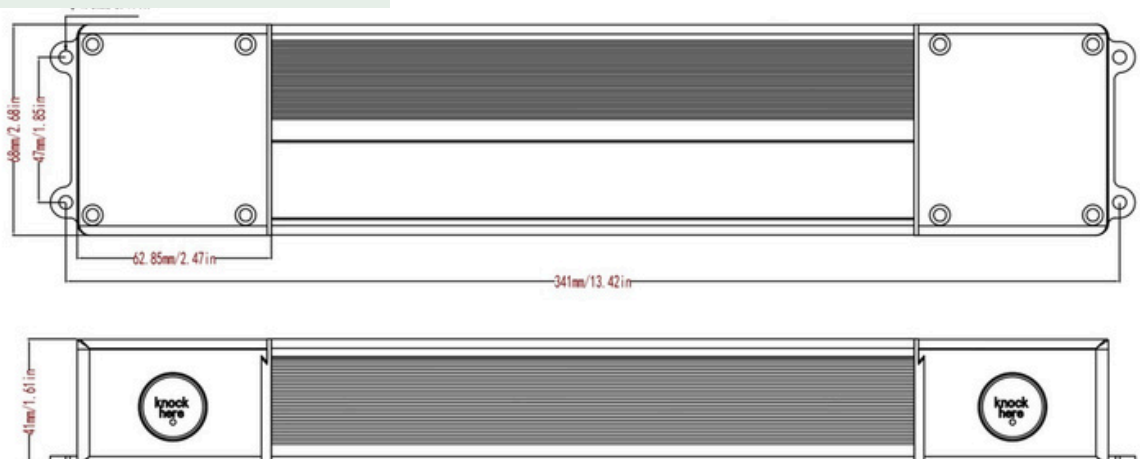 68mm/2.68in
47mm/1.85in
62.85mm/2.47in
341mm/13.42in
41mm/1.61in
knock
here
knock
here